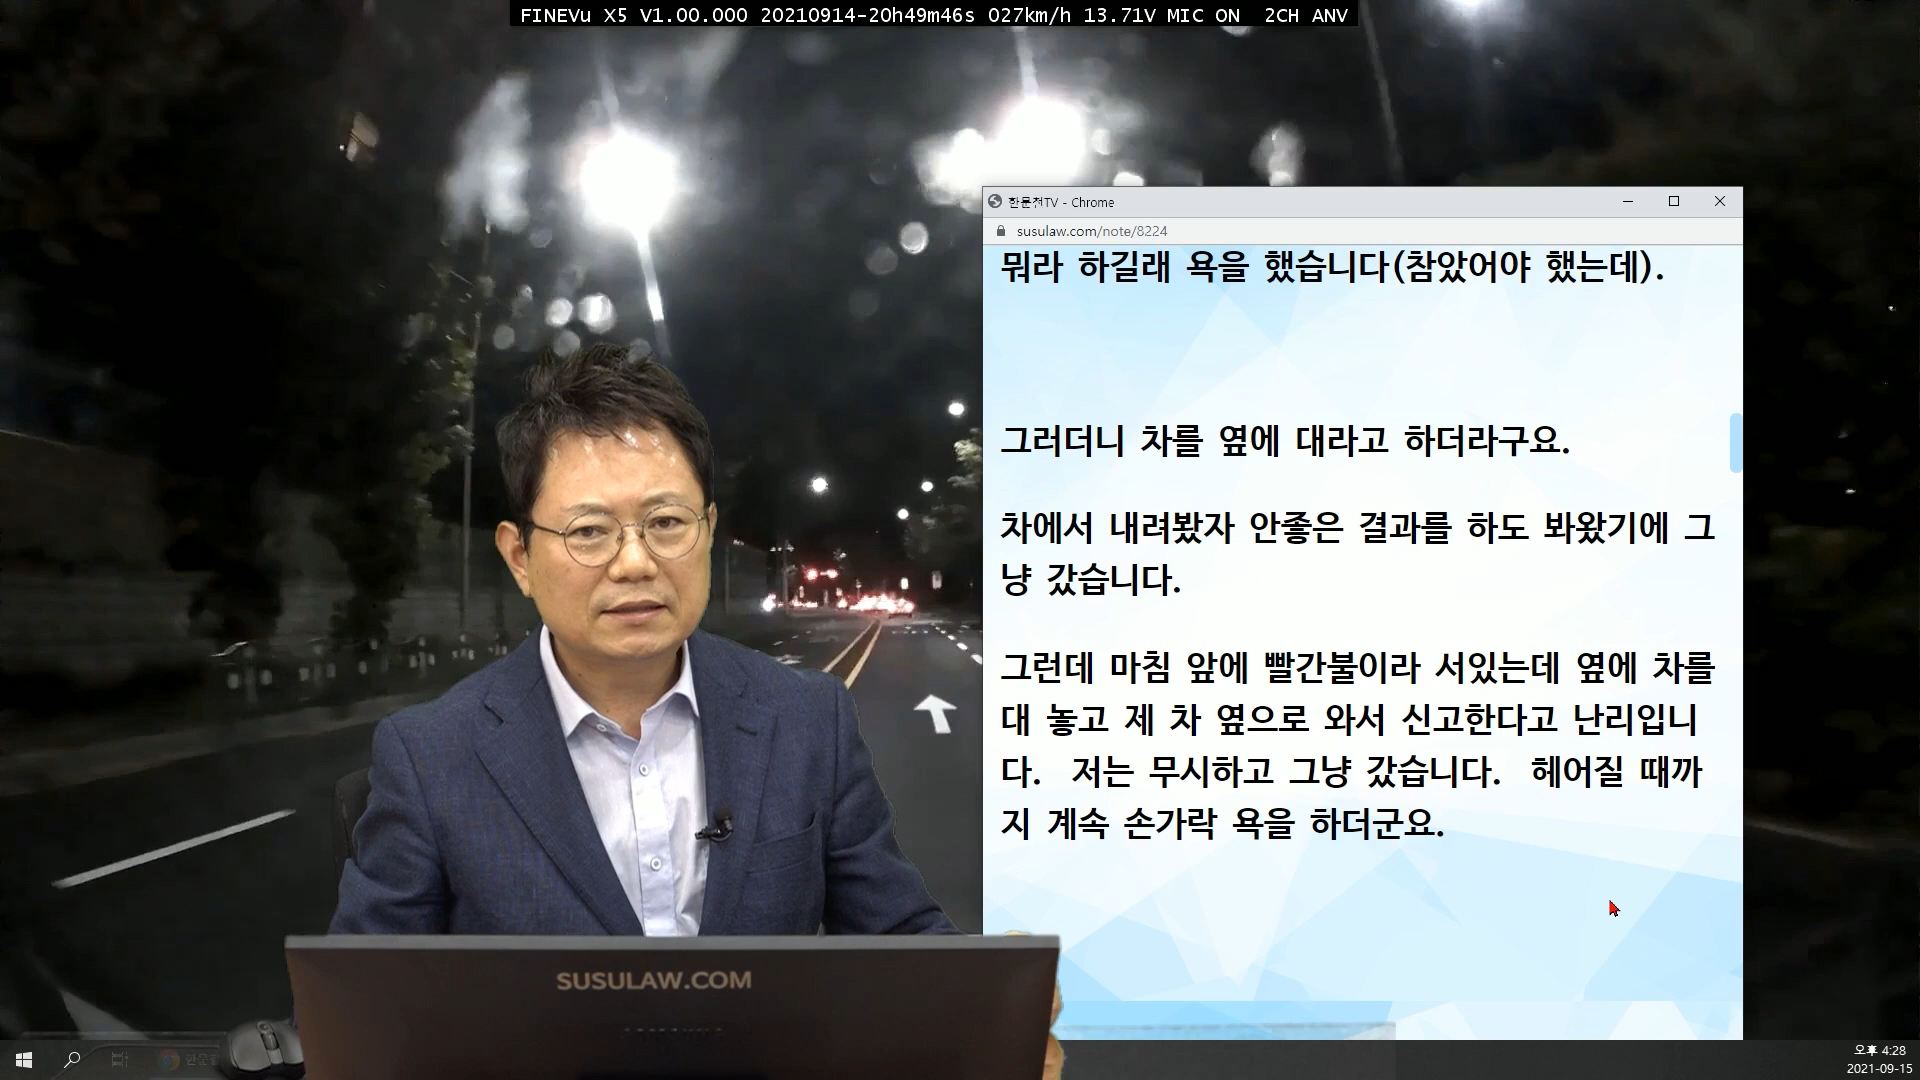 FINEVu X5 V1.00.000 20210914-20h49m46s 027km/h 13.71V MIC ON 2CH ANV
한문철TV - Chrome
susulaw.com/note/8224
뭐라 하길래 욕을 했습니다(참았어야 했는데).
그러더니 차를 옆에 대라고 하더라구요.
차에서 내려봤자 안좋은 결과를 하도 봐왔기에 그
냥 갔습니다.
그런데 마침 앞에 빨간불이라 서있는데 옆에 차를
대 놓고 제 차 옆으로 와서 신고한다고 난리입니
다. 저는 무시하고 그냥 갔습니다. 헤어질 때까
지 계속 손가락 욕을 하더군요.
SUSULAW.COM
오후 4:28
2021-09-15